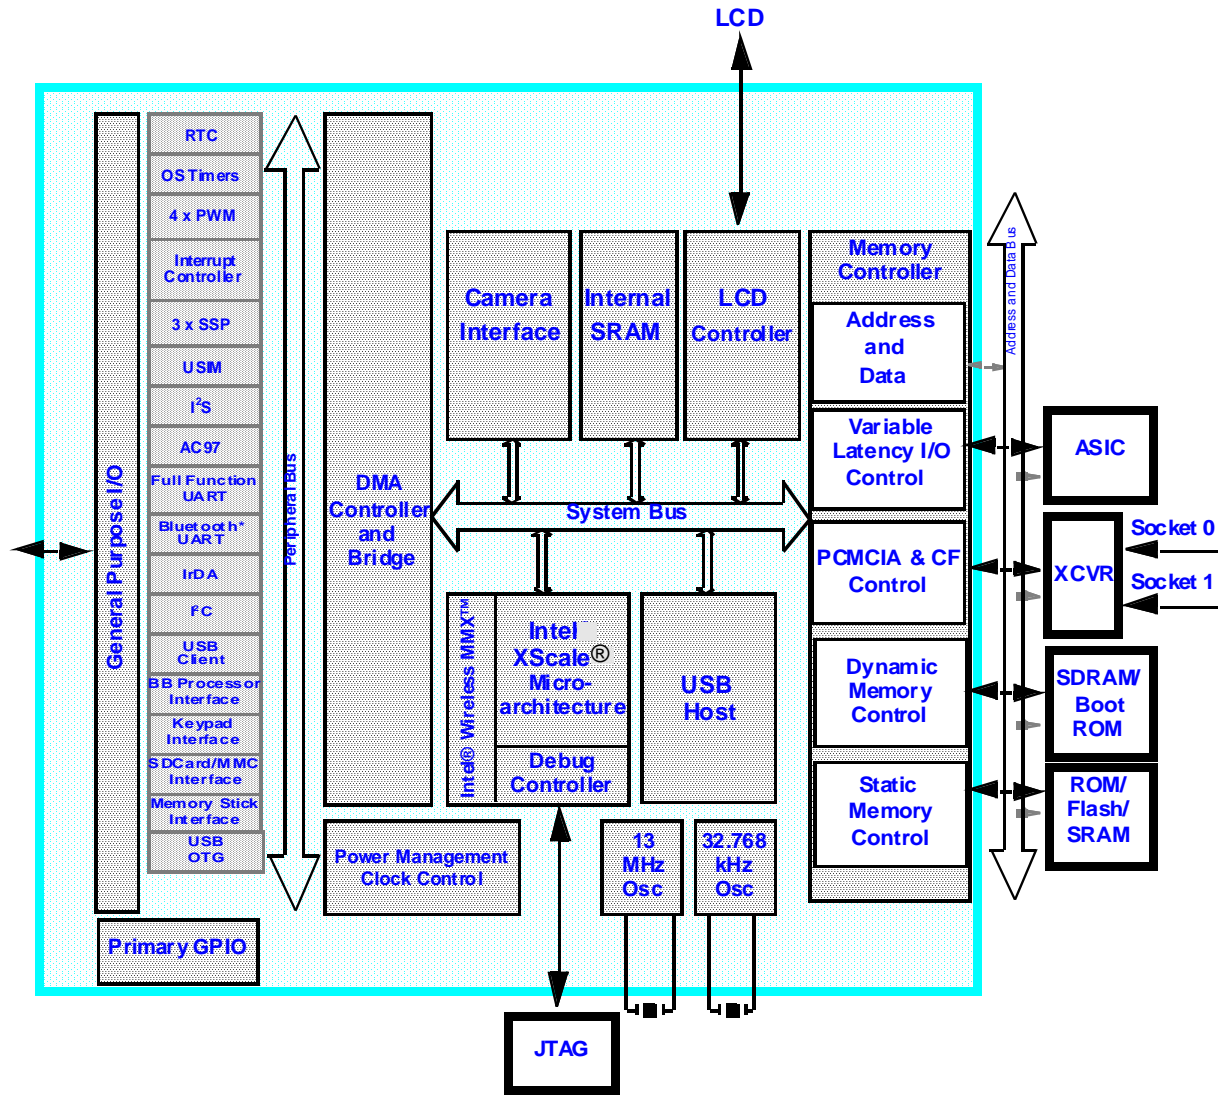 LCD
General Purpose I/O
RTC
OS Timers
4 x PWM
Interrupt
Controller
3 x SSP
USIM
I²S
AC97
Full Function
UART
Bluetooth*
UART
IrDA
I²C
USB
Client
BB Processor
Interface
Keypad
Interface
SDCard/MMC
Interface
Memory Stick
Interface
USB
OTG
Primary GPIO
Peripheral Bus
DMA
Controller
and
Bridge
Power Management
Clock Control
Camera
Interface
Internal
SRAM
LCD
Controller
System Bus
Intel® Wireless MMX™
Intel
XScale®
Micro-
architecture
Debug
Controller
USB
Host
13
MHz
Osc
32.768
kHz
Osc
JTAG
Memory
Controller
Address
and
Data
Variable
Latency I/O
Control
PCMCIA & CF
Control
Dynamic
Memory
Control
Static
Memory
Control
Address and Data Bus
ASIC
XCVR
Socket 0
Socket 1
SDRAM/
Boot
ROM
ROM/
Flash/
SRAM